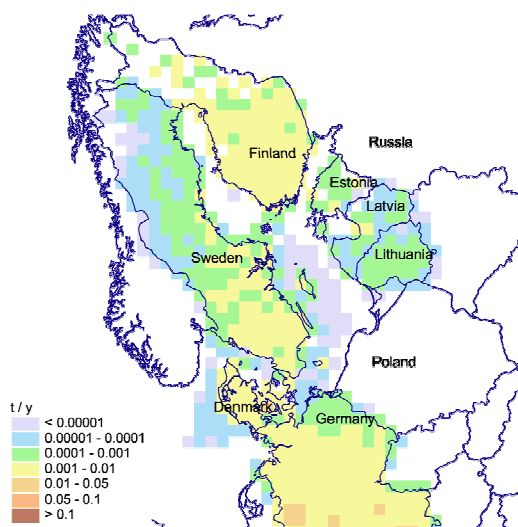 Russia
Finland
Estonia
Latvia
Lithuania
Sweden
Poland
Denmark
Germany
t / y
< 0.00001
0.00001 - 0.0001
0.0001 - 0.001
0.001 - 0.01
0.01 - 0.05
0.05 - 0.1
> 0.1